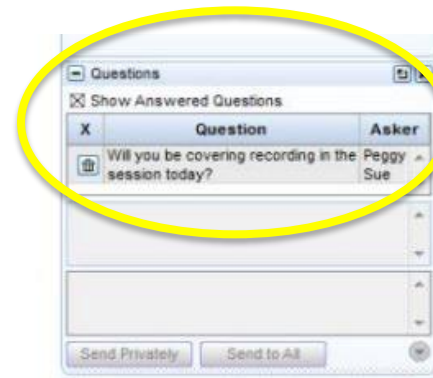 Questions
Show Answered Questions
X Question Asker
Will you be covering recording in the Peggy
session today? Sue
Send Privately Send to All